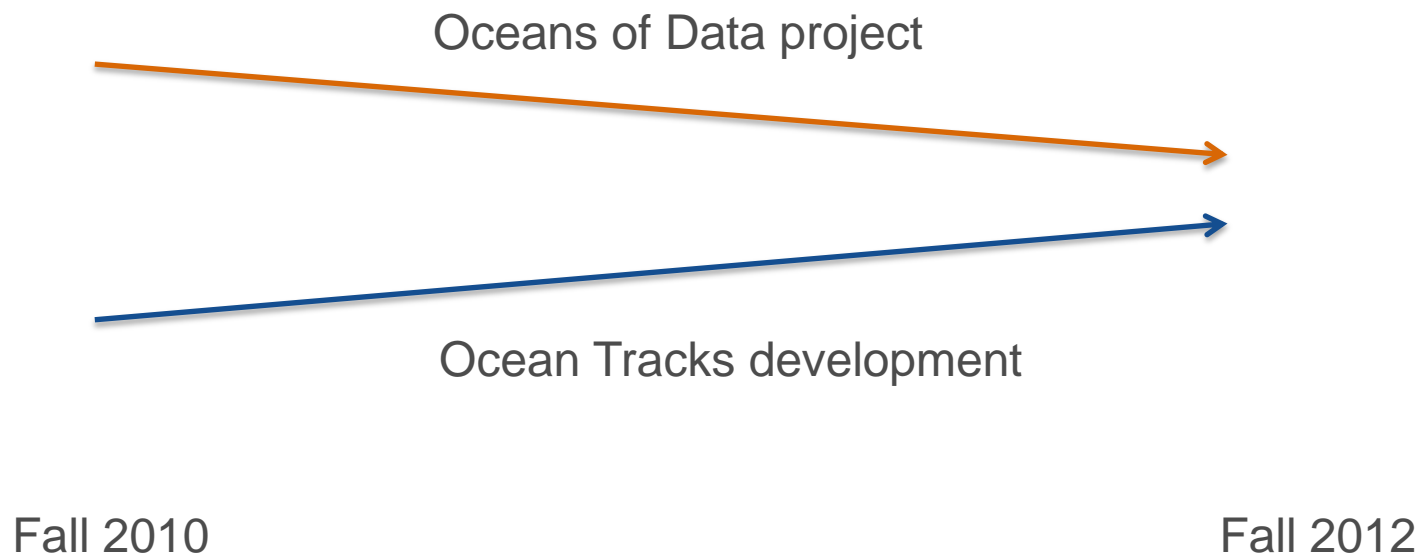 Oceans of Data project
Ocean Tracks development
Fall 2010
Fall 2012